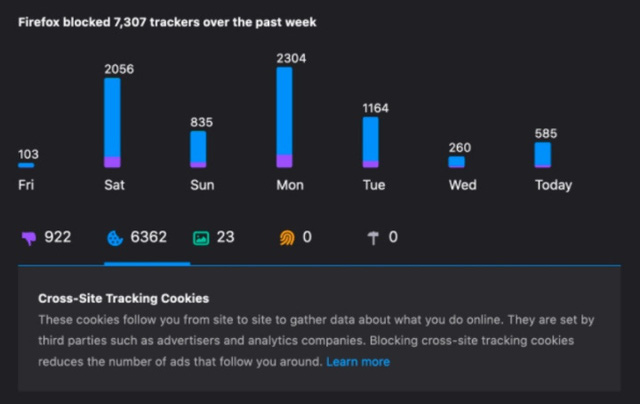 Firefox blocked 7,307 trackers over the past week
103 2056 835 2304 1164 260 585
Fri Sat Sun Mon Tue Wed Today
922 6362 23 0 0
Cross-Site Tracking Cookies
These cookies follow you from site to site to gather data about what you do online. They are set by
third parties such as advertisers and analytics companies. Blocking cross-site tracking cookies
reduces the number of ads that follow you around. Learn more